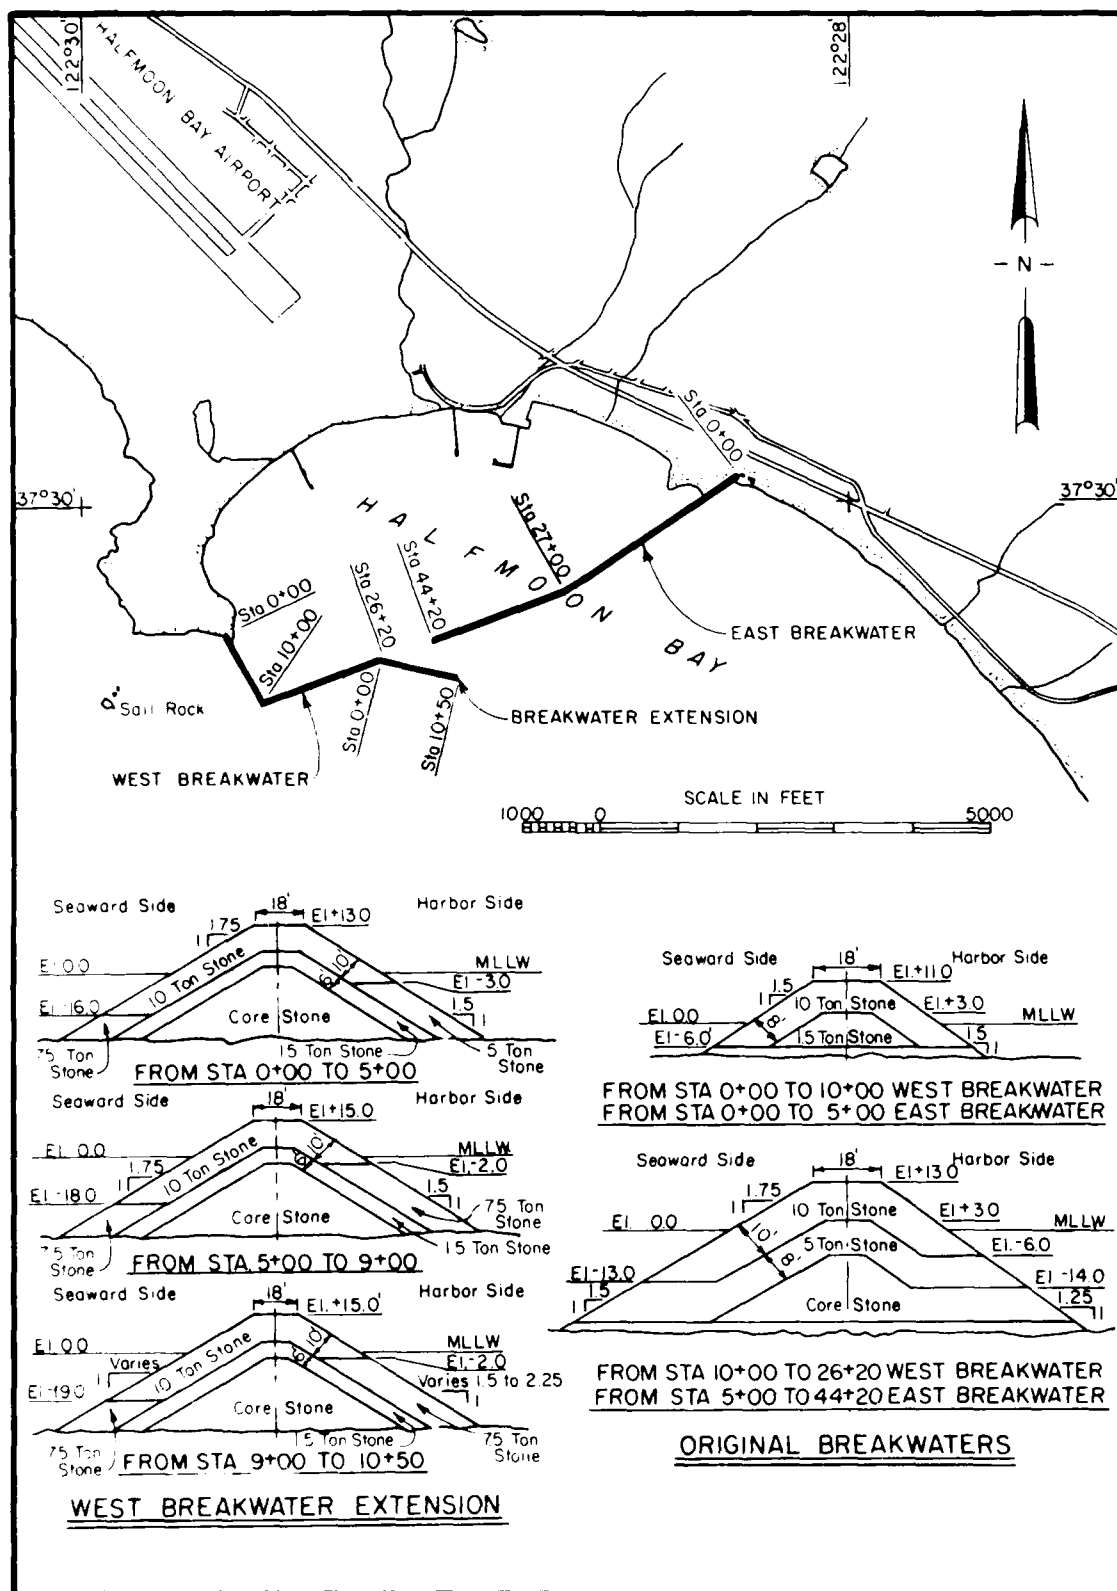 122°30'
HALFMOON BAY AIRPORT
122°28'
- N -
37°30'
37°30'
Sta 0+00
HALFMOON BAY
Sta 27+00
Sta 44+20
Sta 26+20
Sta 0+00
Sta 10+00
Sta 0+00
Sta 10+50
EAST BREAKWATER
BREAKWATER EXTENSION
Sail Rock
WEST BREAKWATER
SCALE IN FEET
1000 0 5000
Seaward Side 18' Harbor Side
El+13.0
1.75
1
El 0.0
MLLW
10 Ton Stone
6' 10'
El-3.0
El-16.0
Core Stone
1.5
1
7.5 Ton Stone
1.5 Ton Stone
5 Ton Stone
FROM STA 0+00 TO 5+00
Seaward Side 18' Harbor Side
El+15.0
El. 0.0
MLLW
1.75
1
10 Ton Stone
6' 10'
El.-2.0
El-18.0
1.5
1
Core Stone
7.5 Ton Stone
7.5 Ton Stone
1.5 Ton Stone
FROM STA. 5+00 TO 9+00
Seaward Side 18' Harbor Side
El.+15.0'
El. 0.0
MLLW
Varies
1
10 Ton Stone
6' 10'
El.-2.0
El-19.0
Varies 1.5 to 2.25
1
Core Stone
7.5 Ton Stone
1.5 Ton Stone
7.5 Ton Stone
FROM STA 9+00 TO 10+50
WEST BREAKWATER EXTENSION
Seaward Side 18' Harbor Side
El.+11.0
1.5
1
10 Ton Stone
El.+3.0
El. 0.0
MLLW
8'
El-6.0'
1.5 Ton Stone
1.5
1
FROM STA 0+00 TO 10+00 WEST BREAKWATER
FROM STA 0+00 TO 5+00 EAST BREAKWATER
Seaward Side 18' Harbor Side
El+13.0
1.75
1
10 Ton Stone
El+3.0
El. 0.0
MLLW
10'
5 Ton Stone
El.-6.0
8'
El-13.0
El-14.0
1.5
1
Core Stone
1.25
1
FROM STA 10+00 TO 26+20 WEST BREAKWATER
FROM STA 5+00 TO 44+20 EAST BREAKWATER
ORIGINAL BREAKWATERS